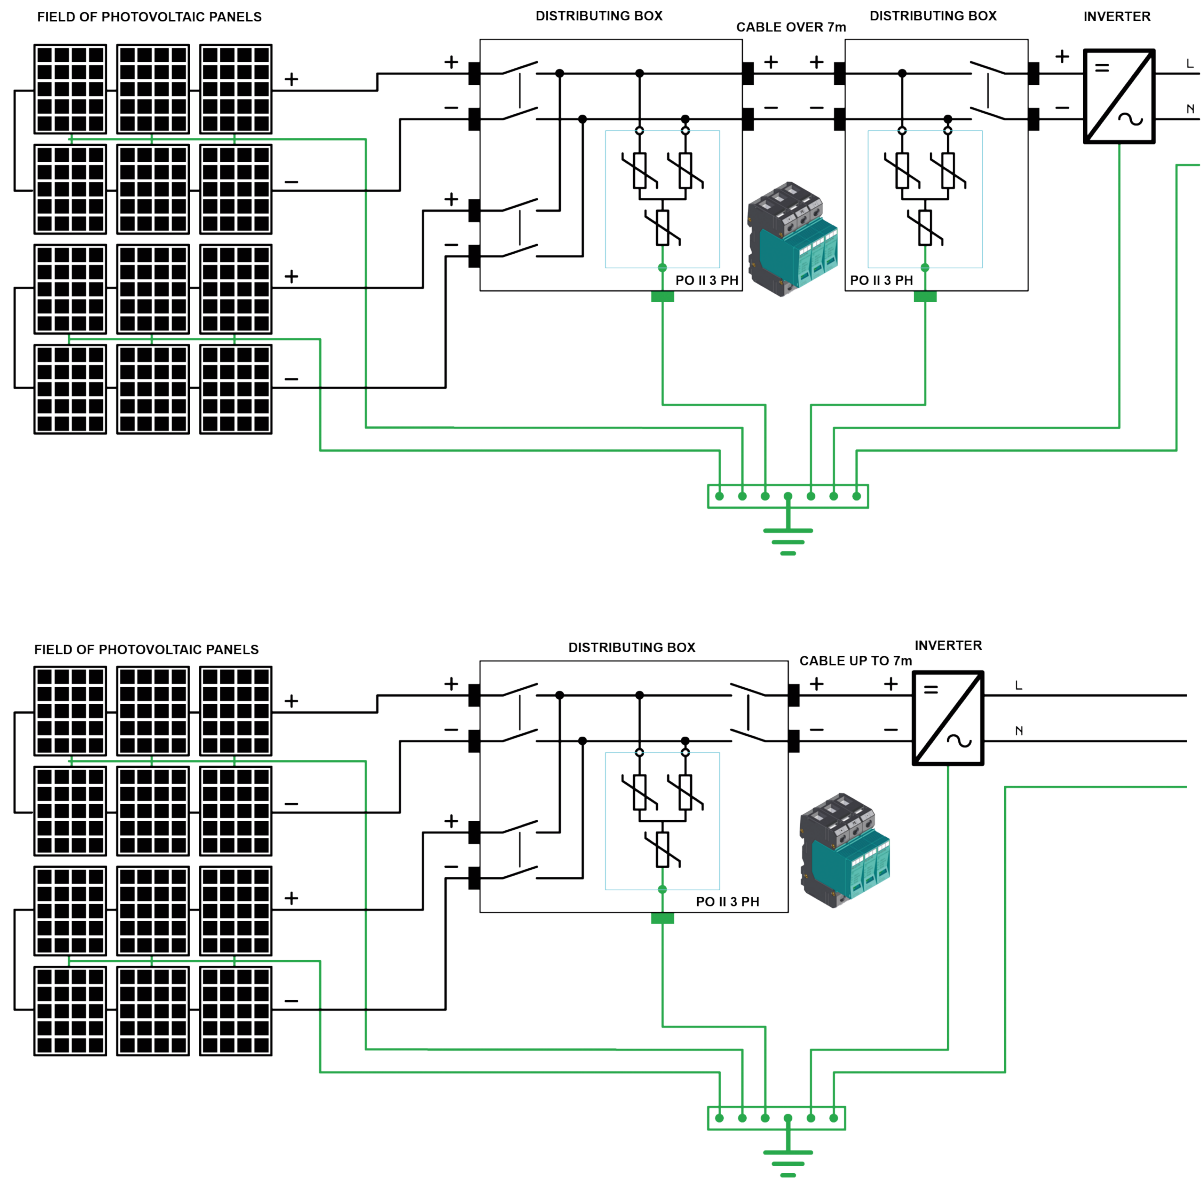 FIELD OF PHOTOVOLTAIC PANELS
DISTRIBUTING BOX
CABLE OVER 7m
DISTRIBUTING BOX
INVERTER
+
+
+
+
+
L
−
−
−
−
N
−
+
−
+
−
PO II 3 PH
PO II 3 PH
FIELD OF PHOTOVOLTAIC PANELS
DISTRIBUTING BOX
CABLE UP TO 7m
INVERTER
+
+
+
+
L
−
−
−
N
−
+
−
+
−
PO II 3 PH